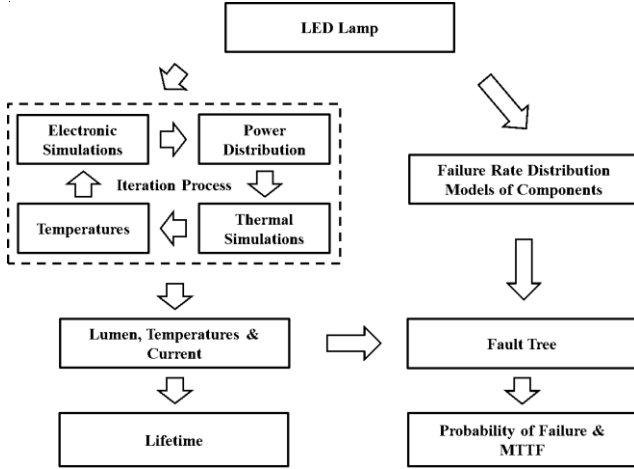 LED Lamp
Electronic
Simulations
Power
Distribution
Iteration Process
Temperatures
Thermal
Simulations
Failure Rate Distribution
Models of Components
Lumen, Temperatures &
Current
Fault Tree
Lifetime
Probability of Failure &
MTTF